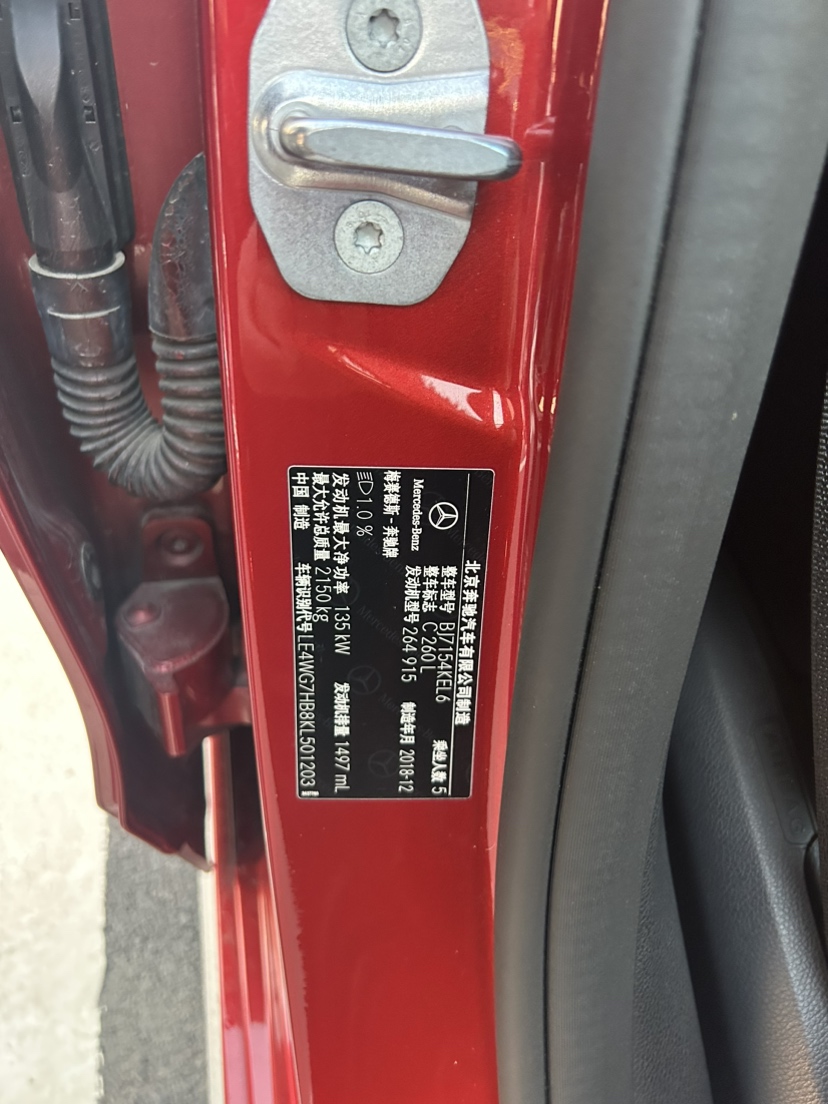 北京奔驰汽车有限公司制造
Mercedes-Benz
梅赛德斯-奔驰牌
整车型号 BJ7154KEL6 乘坐人数 5
整车标志 C 260 L
发动机型号 264 915 制造年月 2018-12
1.0 %
发动机最大净功率 135 kW 发动机排量 1497 mL
最大允许总质量 2150 kg
中国 制造 车辆识别代号 LE4WG7HB8KL501203